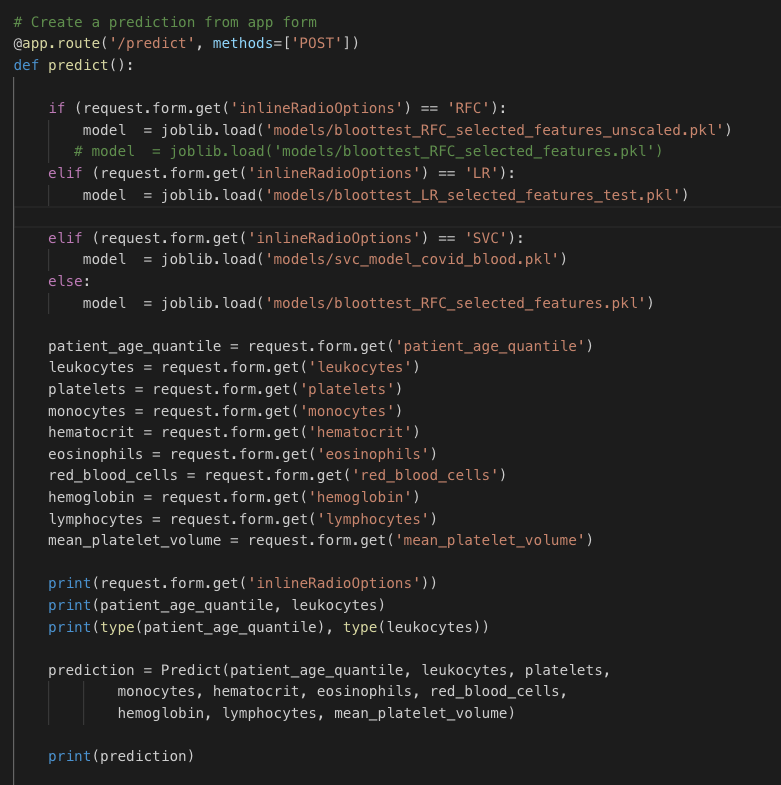 # Create a prediction from app form
@app.route('/predict', methods=['POST'])
def predict():
if (request.form.get('inlineRadioOptions') == 'RFC'):
model  = joblib.load('models/bloottest_RFC_selected_features_unscaled.pkl')
# model  = joblib.load('models/bloottest_RFC_selected_features.pkl')
elif (request.form.get('inlineRadioOptions') == 'LR'):
model  = joblib.load('models/bloottest_LR_selected_features_test.pkl')
elif (request.form.get('inlineRadioOptions') == 'SVC'):
model  = joblib.load('models/svc_model_covid_blood.pkl')
else:
model  = joblib.load('models/bloottest_RFC_selected_features.pkl')
patient_age_quantile = request.form.get('patient_age_quantile')
leukocytes = request.form.get('leukocytes')
platelets = request.form.get('platelets')
monocytes = request.form.get('monocytes')
hematocrit = request.form.get('hematocrit')
eosinophils = request.form.get('eosinophils')
red_blood_cells = request.form.get('red_blood_cells')
hemoglobin = request.form.get('hemoglobin')
lymphocytes = request.form.get('lymphocytes')
mean_platelet_volume = request.form.get('mean_platelet_volume')
print(request.form.get('inlineRadioOptions'))
print(patient_age_quantile, leukocytes)
print(type(patient_age_quantile), type(leukocytes))
prediction = Predict(patient_age_quantile, leukocytes, platelets,
monocytes, hematocrit, eosinophils, red_blood_cells,
hemoglobin, lymphocytes, mean_platelet_volume)
print(prediction)